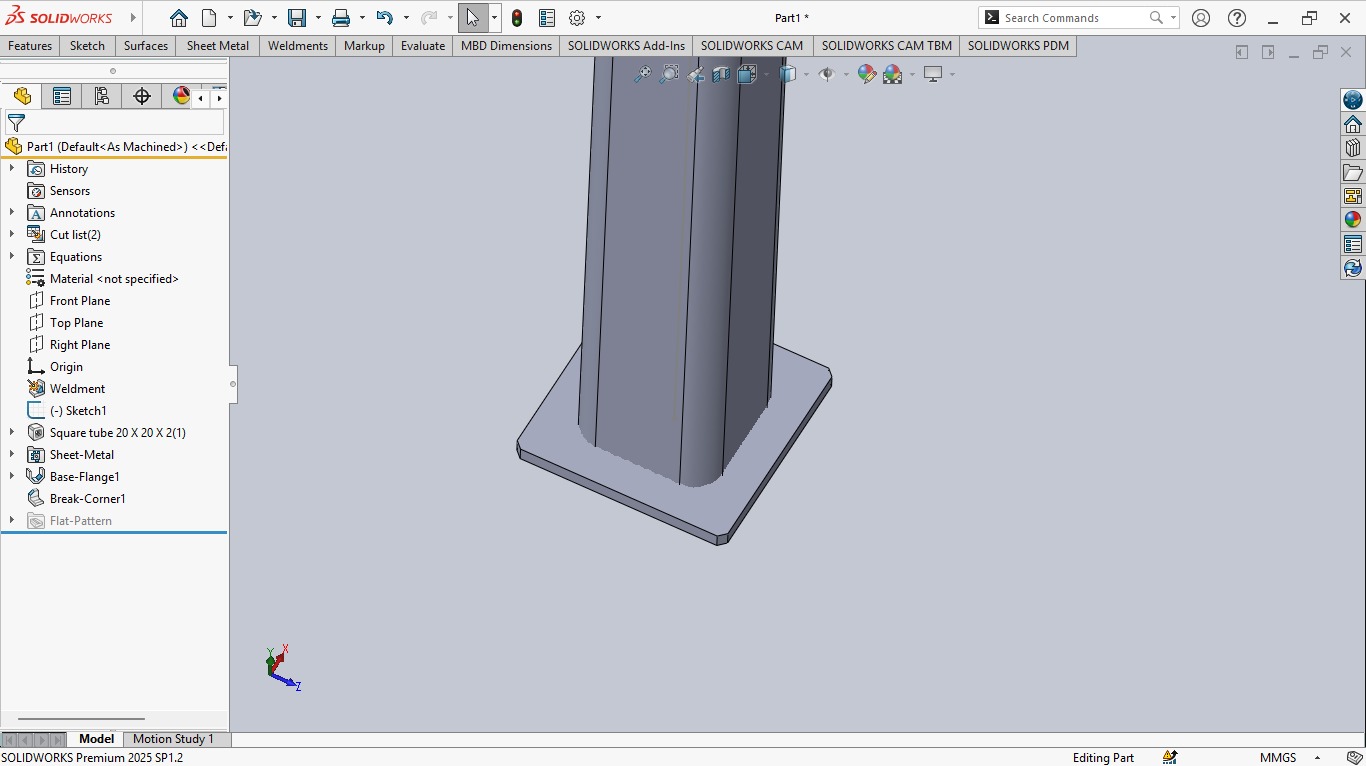 SOLIDWORKS
Part1 *
Search Commands
Features Sketch Surfaces Sheet Metal Weldments Markup Evaluate MBD Dimensions SOLIDWORKS Add-Ins SOLIDWORKS CAM SOLIDWORKS CAM TBM SOLIDWORKS PDM
Part1 (Default<As Machined>) <<Def
History
Sensors
Annotations
Cut list(2)
Equations
Material <not specified>
Front Plane
Top Plane
Right Plane
Origin
Weldment
(-) Sketch1
Square tube 20 X 20 X 2(1)
Sheet-Metal
Base-Flange1
Break-Corner1
Flat-Pattern
Y X
Z
Model Motion Study 1
SOLIDWORKS Premium 2025 SP1.2
Editing Part
MMGS